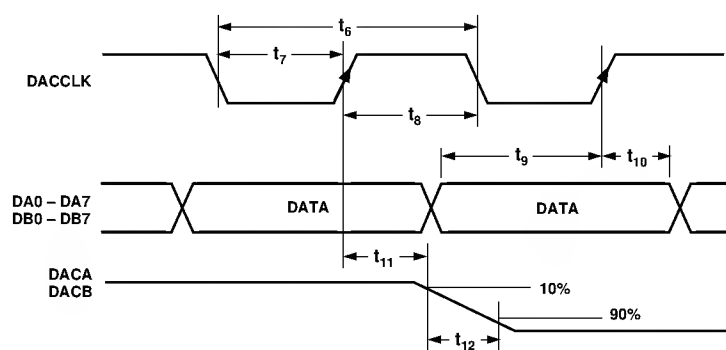 t6
t7
DACCLK
t8
t9
t10
DA0 – DA7
DB0 – DB7
DATA
DATA
t11
DACA
DACB
10%
90%
t12